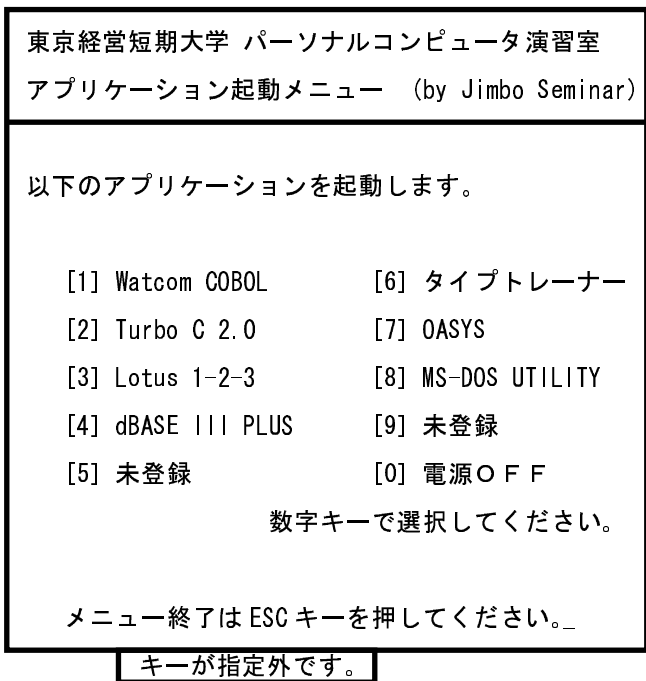 東京経営短期大学 パーソナルコンピュータ演習室
アプリケーション起動メニュー (by Jimbo Seminar)
以下のアプリケーションを起動します。
[1] Watcom COBOL [6] タイプトレーナー
[2] Turbo C 2.0 [7] OASYS
[3] Lotus 1-2-3 [8] MS-DOS UTILITY
[4] dBASE III PLUS [9] 未登録
[5] 未登録 [0] 電源ＯＦＦ
数字キーで選択してください。
メニュー終了はESCキーを押してください。_
キーが指定外です。